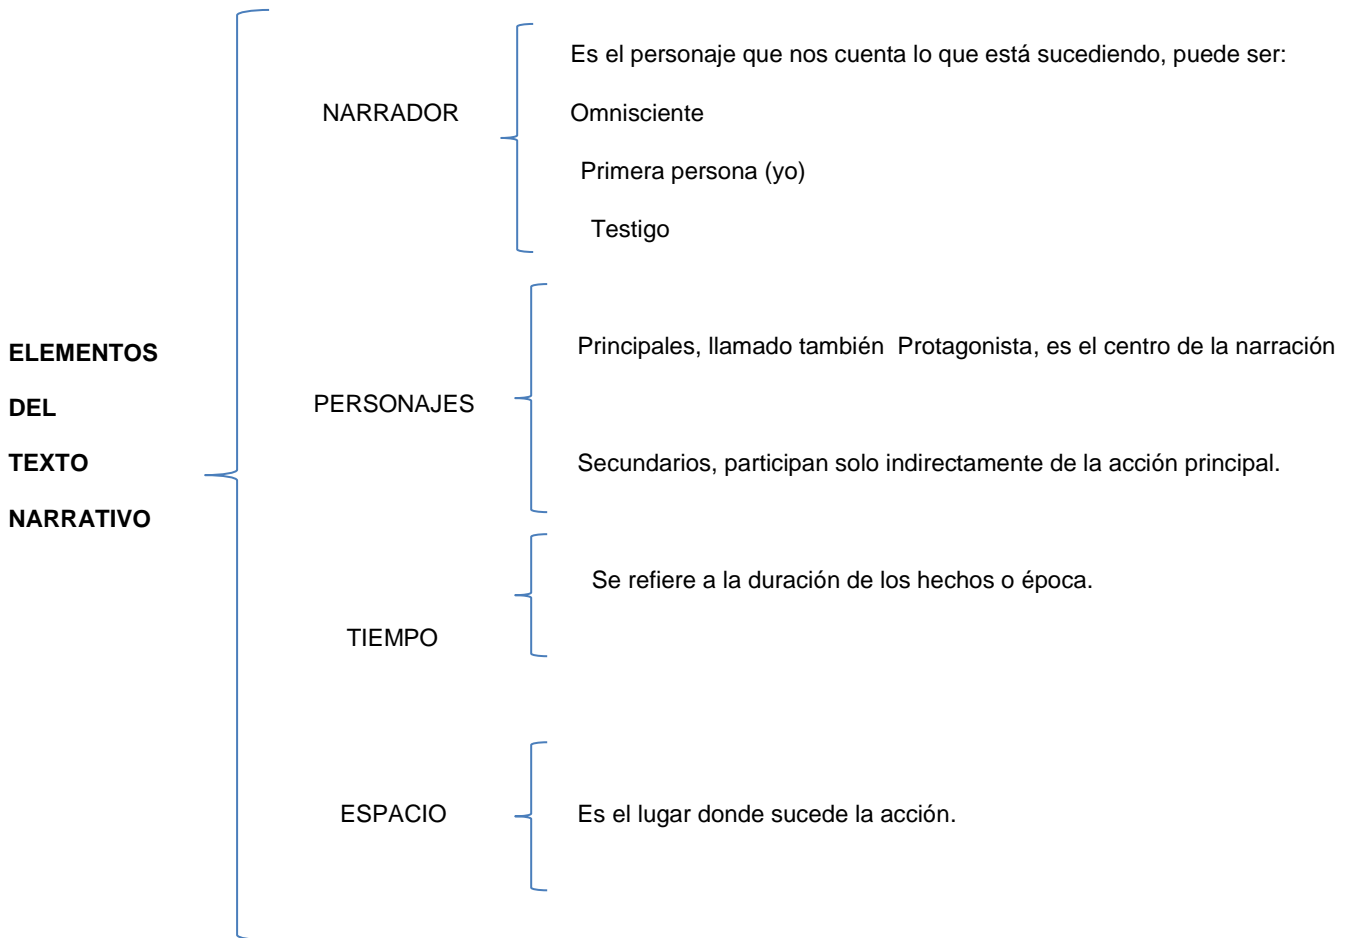 ELEMENTOS
DEL
TEXTO
NARRATIVO
NARRADOR
Es el personaje que nos cuenta lo que está sucediendo, puede ser:
Omnisciente
Primera persona (yo)
Testigo
PERSONAJES
Principales, llamado también  Protagonista, es el centro de la narración
Secundarios, participan solo indirectamente de la acción principal.
TIEMPO
Se refiere a la duración de los hechos o época.
ESPACIO
Es el lugar donde sucede la acción.